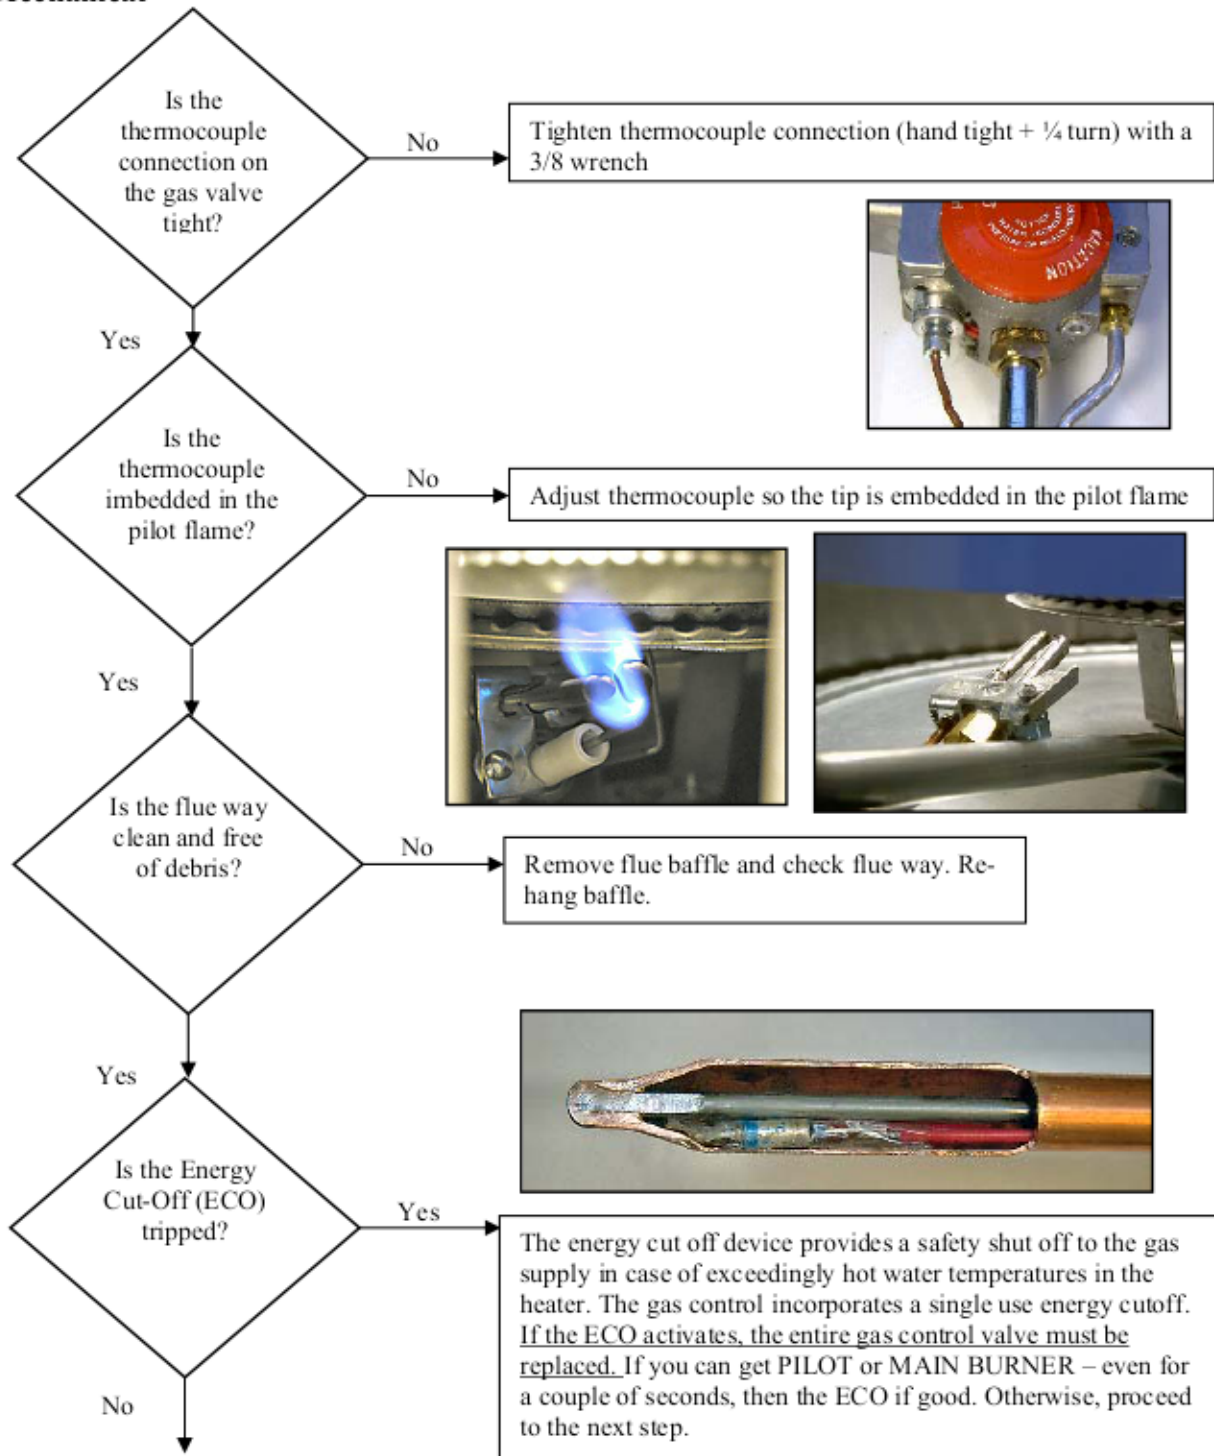 Is the
thermocouple
connection on
the gas valve
tight?
No
Tighten thermocouple connection (hand tight + ¼ turn) with a
3/8 wrench
VACATION
Yes
Is the
thermocouple
imbedded in the
pilot flame?
No
Adjust thermocouple so the tip is embedded in the pilot flame
Yes
Is the flue way
clean and free
of debris?
No
Remove flue baffle and check flue way. Re-
hang baffle.
Yes
Is the Energy
Cut-Off (ECO)
tripped?
Yes
The energy cut off device provides a safety shut off to the gas
supply in case of exceedingly hot water temperatures in the
heater. The gas control incorporates a single use energy cutoff.
If the ECO activates, the entire gas control valve must be
replaced. If you can get PILOT or MAIN BURNER – even for
a couple of seconds, then the ECO if good. Otherwise, proceed
to the next step.
No